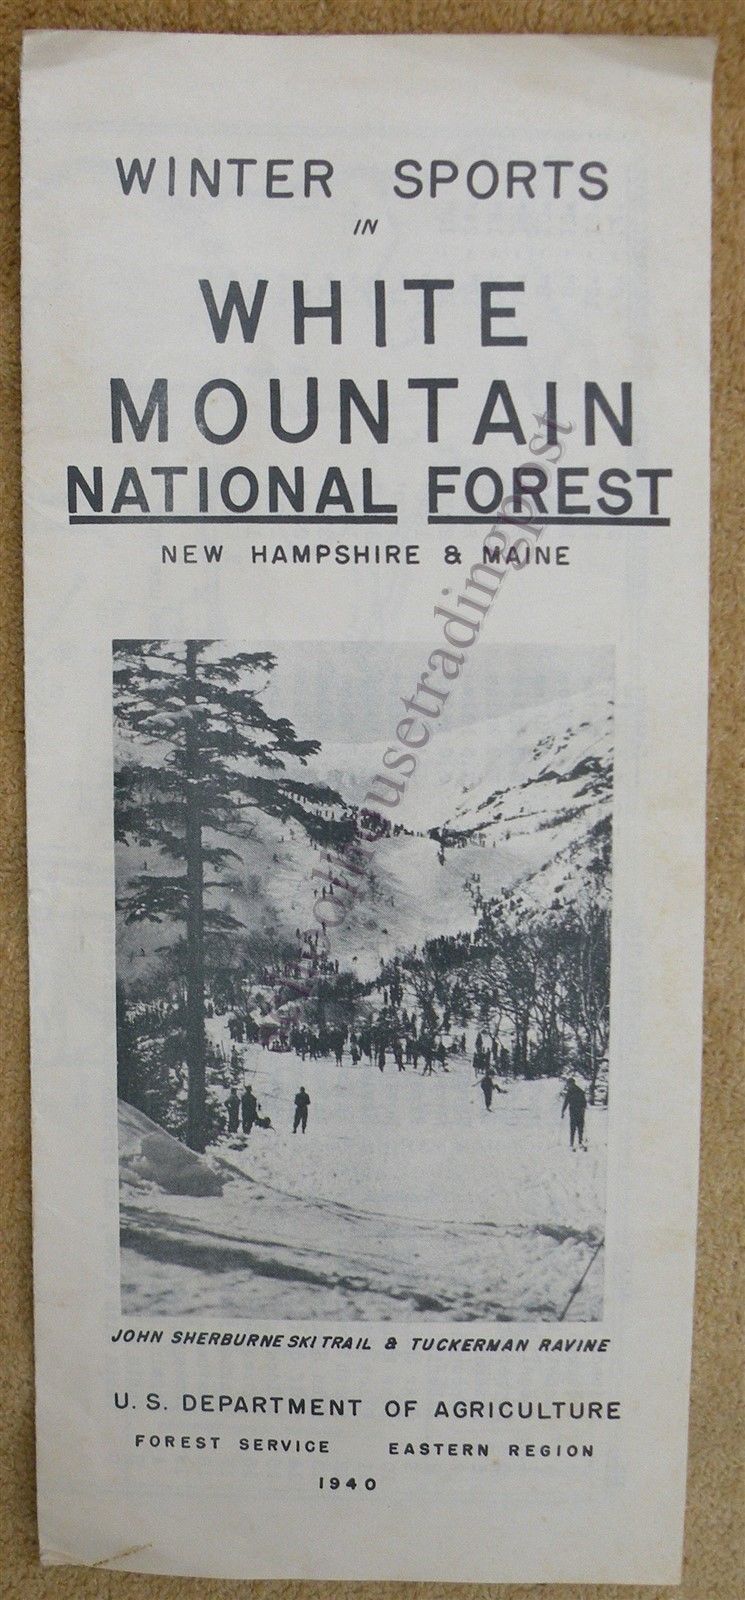 WINTER SPORTS
IN
WHITE
MOUNTAIN
NATIONAL FOREST
NEW HAMPSHIRE & MAINE
JOHN SHERBURNE SKI TRAIL & TUCKERMAN RAVINE
U. S. DEPARTMENT OF AGRICULTURE
FOREST SERVICE EASTERN REGION
1940